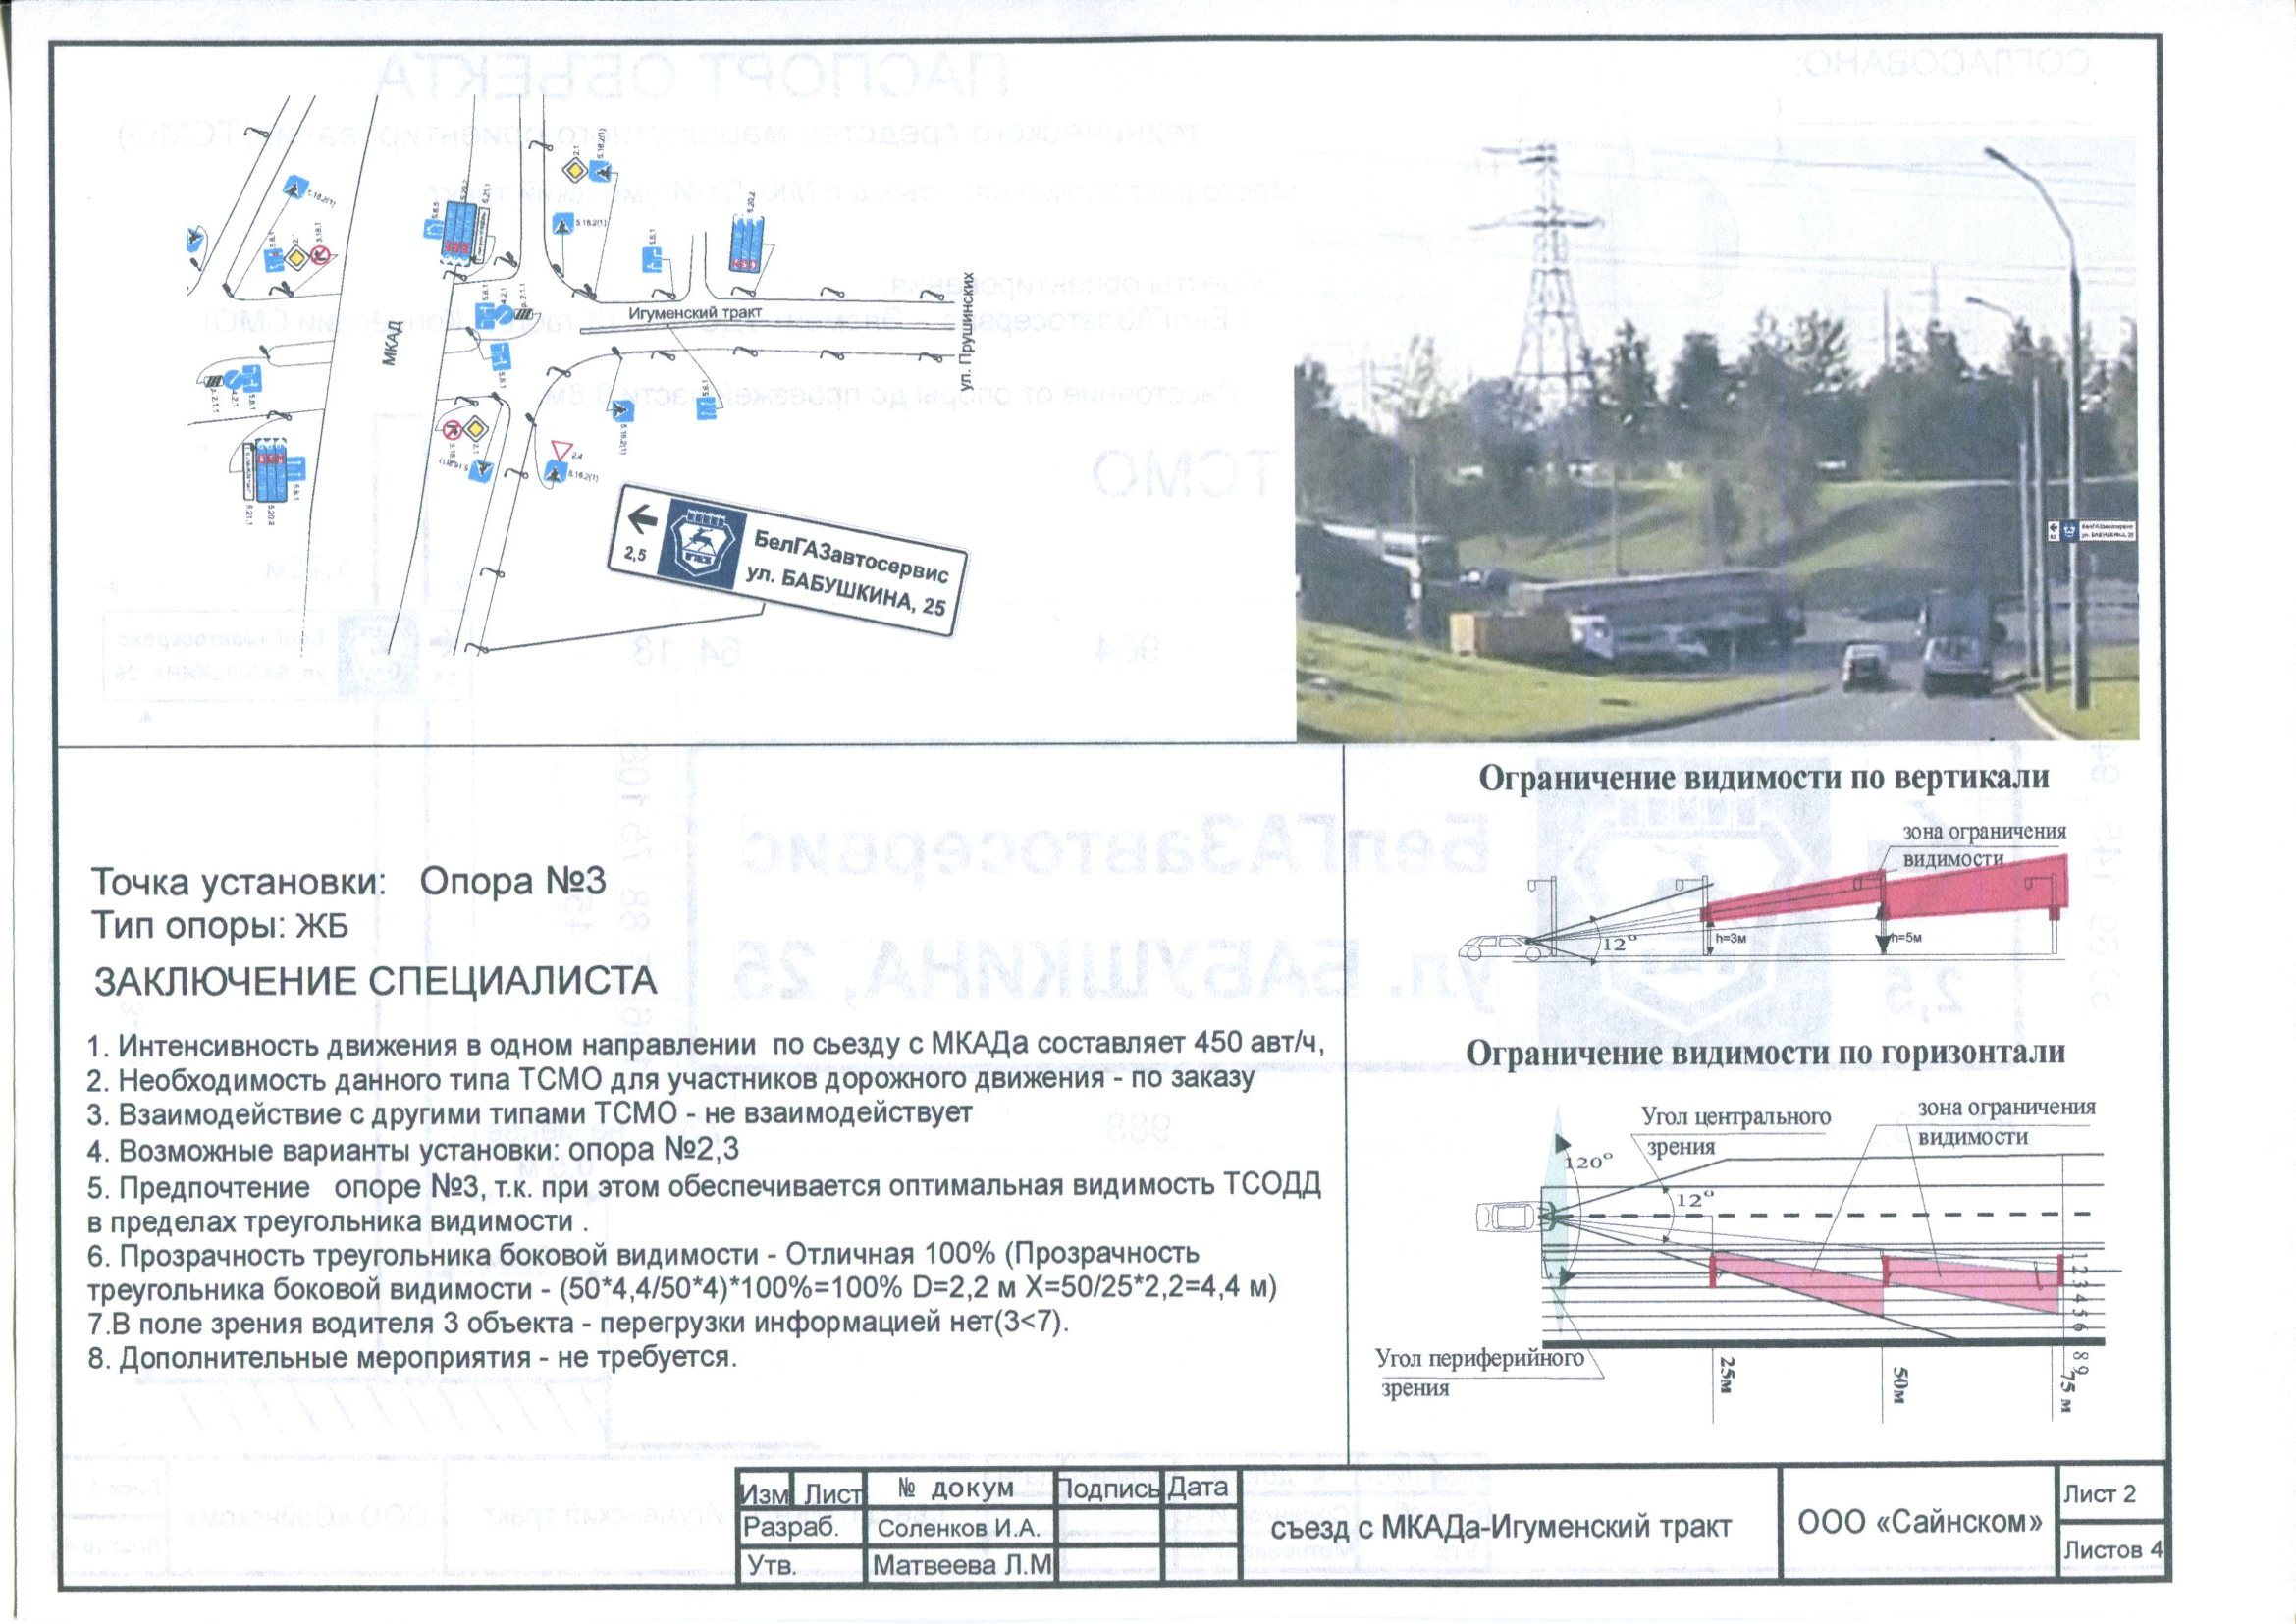 МКАД
Игуменский тракт
ул. Прушинских
2,5
БелГАЗавтосервис
ул. БАБУШКИНА, 25
Точка установки: Опора №3
Тип опоры: ЖБ
ЗАКЛЮЧЕНИЕ СПЕЦИАЛИСТА
1. Интенсивность движения в одном направлении по сьезду с МКАДа составляет 450 авт/ч,
2. Необходимость данного типа ТСМО для участников дорожного движения - по заказу
3. Взаимодействие с другими типами ТСМО - не взаимодействует
4. Возможные варианты установки: опора №2,3
5. Предпочтение опоре №3, т.к. при этом обеспечивается оптимальная видимость ТСОДД
в пределах треугольника видимости .
6. Прозрачность треугольника боковой видимости - Отличная 100% (Прозрачность
треугольника боковой видимости - (50*4,4/50*4)*100%=100% D=2,2 м X=50/25*2,2=4,4 м)
7.В поле зрения водителя 3 объекта - перегрузки информацией нет(3<7).
8. Дополнительные мероприятия - не требуется.
Ограничение видимости по вертикали
зона ограничения
видимости
12°
h=3м
h=5м
Ограничение видимости по горизонтали
Угол центрального
зрения
зона ограничения
видимости
120°
12°
1 2 3 4 5 6 8 9
Угол периферийного
зрения
25м
50м
75 м
Изм Лист № докум Подпись Дата
Разраб. Соленков И.А.
Утв. Матвеева Л.М
съезд с МКАДа-Игуменский тракт
ООО «Сайнском»
Лист 2
Листов 4